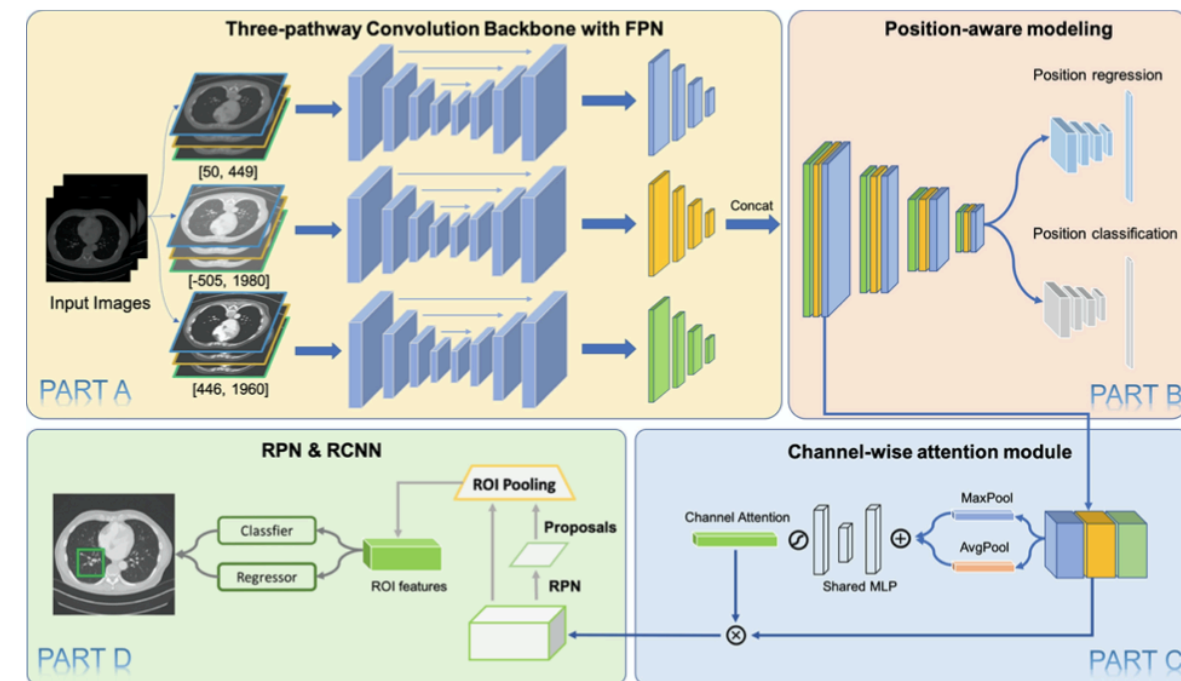 Three-pathway Convolution Backbone with FPN
[50, 449]
[-505, 1980]
[446, 1960]
Input Images
Concat
PART A
Position-aware modeling
Position regression
Position classification
PART B
RPN & RCNN
ROI Pooling
Proposals
RPN
Classfier
Regressor
ROI features
PART D
Channel-wise attention module
MaxPool
AvgPool
Channel Attention
Shared MLP
PART C